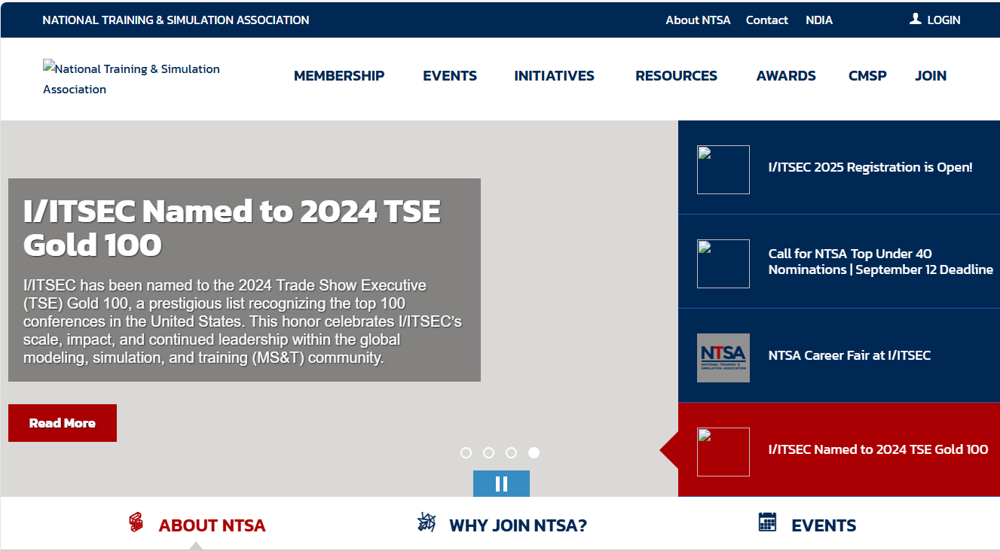 NATIONAL TRAINING & SIMULATION ASSOCIATION
About NTSA Contact NDIA LOGIN
National Training & Simulation
Association
MEMBERSHIP EVENTS INITIATIVES RESOURCES AWARDS CMSP JOIN
I/ITSEC Named to 2024 TSE
Gold 100
I/ITSEC has been named to the 2024 Trade Show Executive
(TSE) Gold 100, a prestigious list recognizing the top 100
conferences in the United States. This honor celebrates I/ITSEC’s
scale, impact, and continued leadership within the global
modeling, simulation, and training (MS&T) community.
Read More
I/ITSEC 2025 Registration is Open!
Call for NTSA Top Under 40
Nominations | September 12 Deadline
NTSA
NATIONAL TRAINING &
SIMULATION ASSOCIATION
NTSA Career Fair at I/ITSEC
I/ITSEC Named to 2024 TSE Gold 100
ABOUT NTSA WHY JOIN NTSA? EVENTS